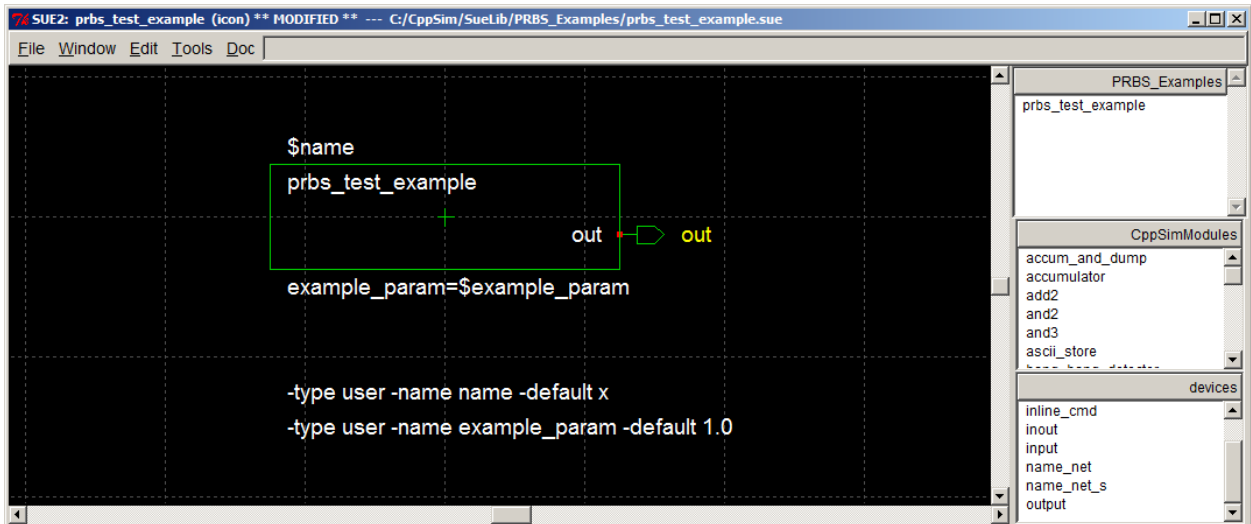 SUE2: prbs_test_example (icon) ** MODIFIED ** --- C:/CppSim/SueLib/PRBS_Examples/prbs_test_example.sue
File Window Edit Tools Doc
$name
prbs_test_example
out
out
example_param=$example_param
-type user -name name -default x
-type user -name example_param -default 1.0
PRBS_Examples
prbs_test_example
CppSimModules
accum_and_dump
accumulator
add2
and2
and3
ascii_store
devices
inline_cmd
inout
input
name_net
name_net_s
output